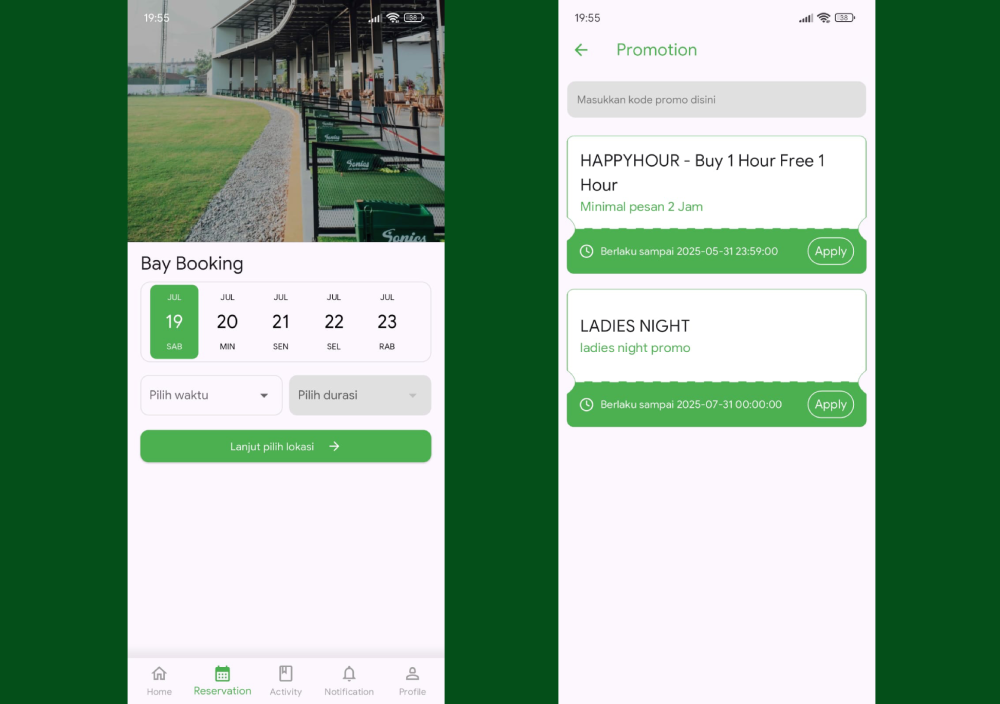 19:55
58
Sonics
Sonics
Bay Booking
JUL JUL JUL JUL JUL
19 20 21 22 23
SAB MIN SEN SEL RAB
Pilih waktu
Pilih durasi
Lanjut pilih lokasi
Home Reservation Activity Notification Profile
19:55
58
Promotion
Masukkan kode promo disini
HAPPYHOUR - Buy 1 Hour Free 1
Hour
Minimal pesan 2 Jam
Berlaku sampai 2025-05-31 23:59:00
Apply
LADIES NIGHT
ladies night promo
Berlaku sampai 2025-07-31 00:00:00
Apply